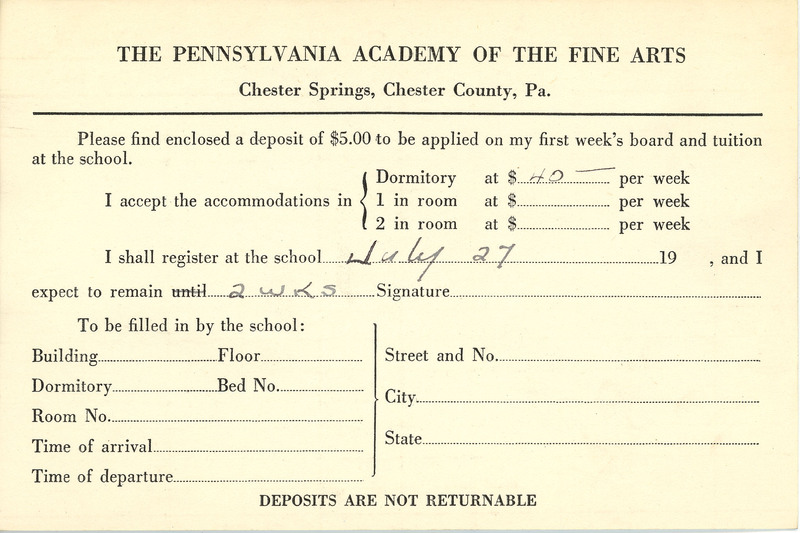 THE PENNSYLVANIA ACADEMY OF THE FINE ARTS
Chester Springs, Chester County, Pa.
Please find enclosed a deposit of $5.00 to be applied on my first week's board and tuition
at the school.
Dormitory at $ 40 — per week
I accept the accommodations in 1 in room at $ per week
2 in room at $ per week
I shall register at the school July 27 19 , and I
expect to remain until 2 wks Signature
To be filled in by the school:
Building Floor
Dormitory Bed No.
Room No.
Time of arrival
Time of departure
Street and No.
City
State
DEPOSITS ARE NOT RETURNABLE